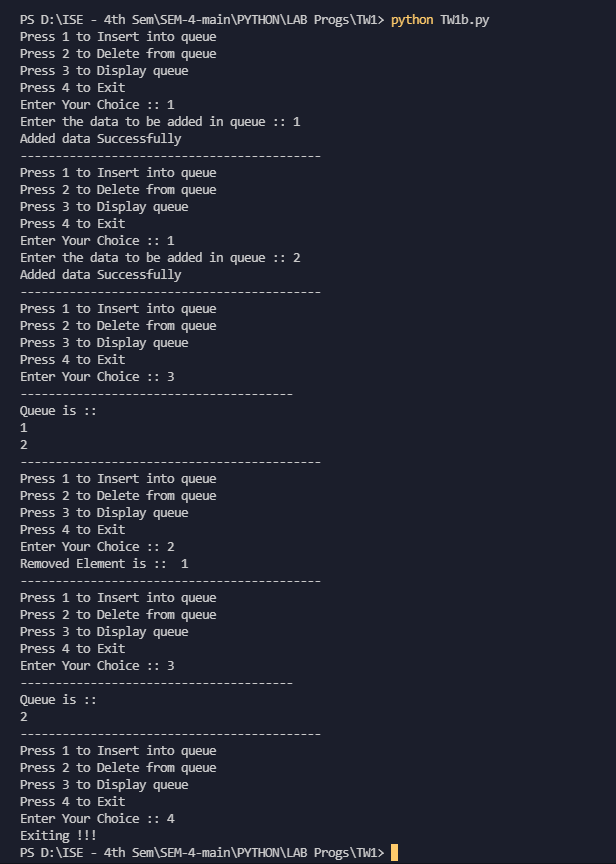 PS D:\ISE - 4th Sem\SEM-4-main\PYTHON\LAB Progs\TW1> python TW1b.py
Press 1 to Insert into queue
Press 2 to Delete from queue
Press 3 to Display queue
Press 4 to Exit
Enter Your Choice :: 1
Enter the data to be added in queue :: 1
Added data Successfully
-------------------------------------------
Press 1 to Insert into queue
Press 2 to Delete from queue
Press 3 to Display queue
Press 4 to Exit
Enter Your Choice :: 1
Enter the data to be added in queue :: 2
Added data Successfully
-------------------------------------------
Press 1 to Insert into queue
Press 2 to Delete from queue
Press 3 to Display queue
Press 4 to Exit
Enter Your Choice :: 3
---------------------------------------
Queue is ::
1
2
-------------------------------------------
Press 1 to Insert into queue
Press 2 to Delete from queue
Press 3 to Display queue
Press 4 to Exit
Enter Your Choice :: 2
Removed Element is ::  1
-------------------------------------------
Press 1 to Insert into queue
Press 2 to Delete from queue
Press 3 to Display queue
Press 4 to Exit
Enter Your Choice :: 3
---------------------------------------
Queue is ::
2
-------------------------------------------
Press 1 to Insert into queue
Press 2 to Delete from queue
Press 3 to Display queue
Press 4 to Exit
Enter Your Choice :: 4
Exiting !!!
PS D:\ISE - 4th Sem\SEM-4-main\PYTHON\LAB Progs\TW1>